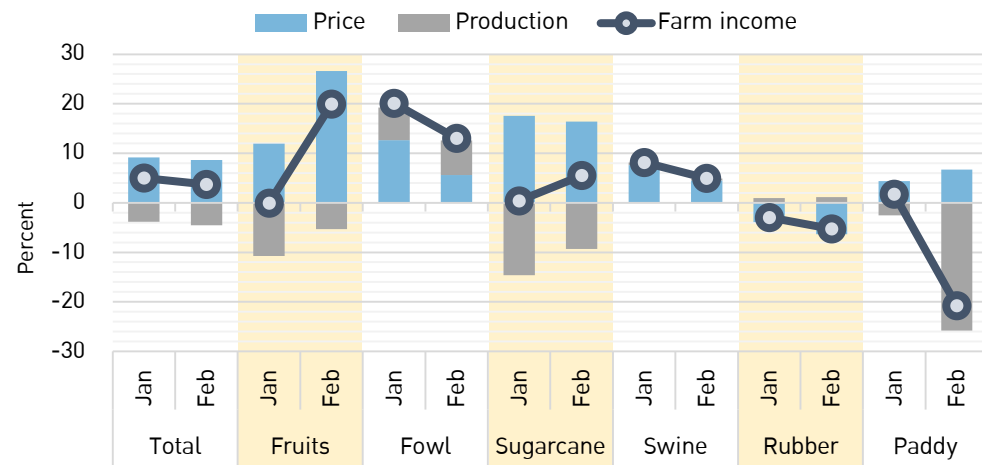 Price Production Farm income
Percent
30
20
10
0
-10
-20
-30
Jan Feb Jan Feb Jan Feb Jan Feb Jan Feb Jan Feb Jan Feb
Total Fruits Fowl Sugarcane Swine Rubber Paddy